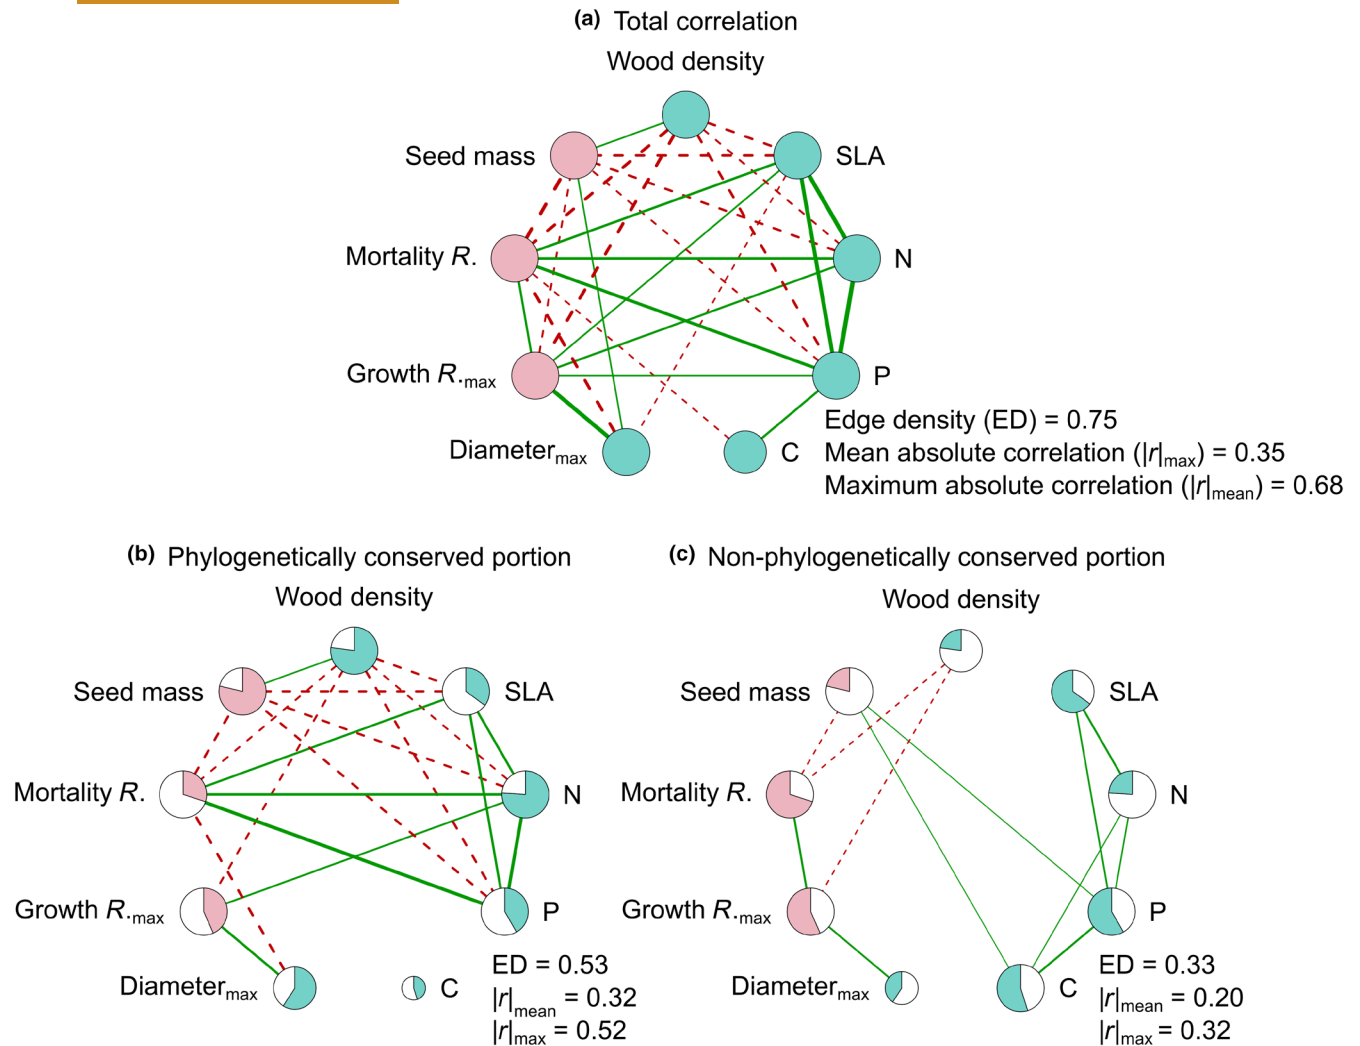 (a) Total correlation
Wood density
Seed mass
SLA
Mortality R.
N
Growth R.max
P
Diametermax
C
Edge density (ED) = 0.75
Mean absolute correlation (|r|max) = 0.35
Maximum absolute correlation (|r|mean) = 0.68
(b) Phylogenetically conserved portion
Wood density
Seed mass
SLA
Mortality R.
N
Growth R.max
P
Diametermax
C
ED = 0.53
|r|mean = 0.32
|r|max = 0.52
(c) Non-phylogenetically conserved portion
Wood density
Seed mass
SLA
Mortality R.
N
Growth R.max
P
Diametermax
C
ED = 0.33
|r|mean = 0.20
|r|max = 0.32